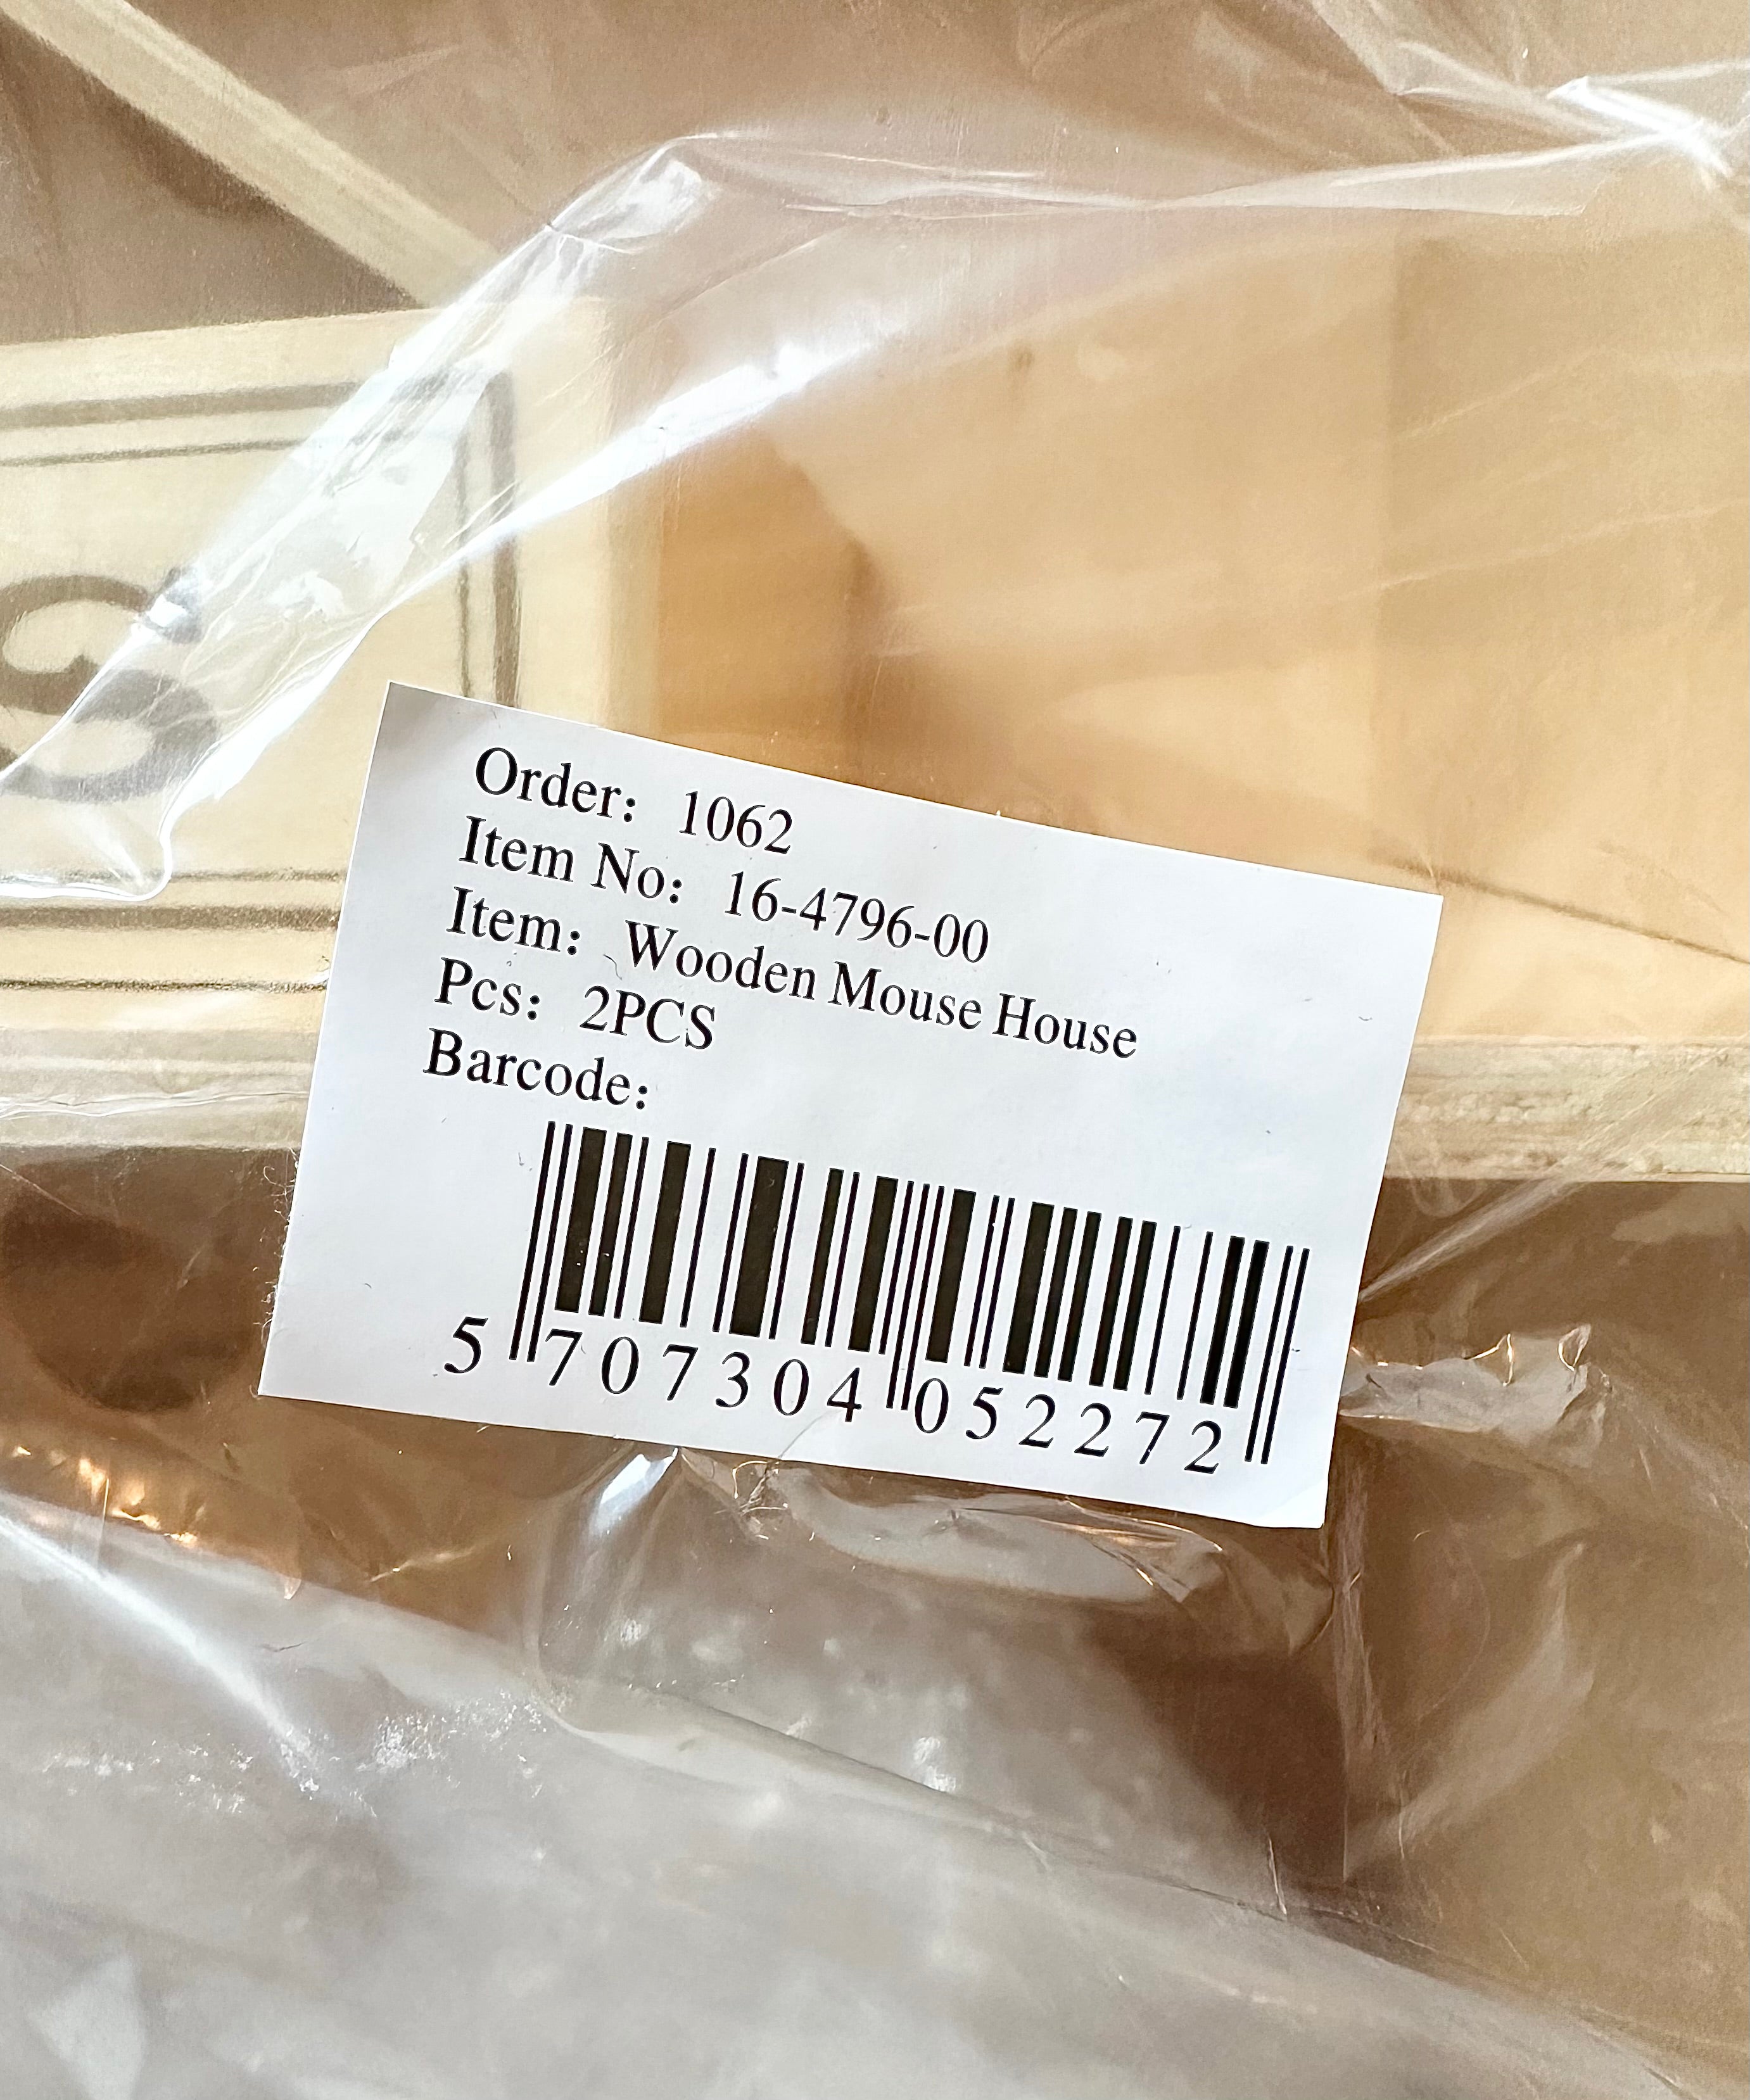 Order: 1062
Item No: 16-4796-00
Item: Wooden Mouse House
Pcs: 2PCS
Barcode:
5 707304 052272
S